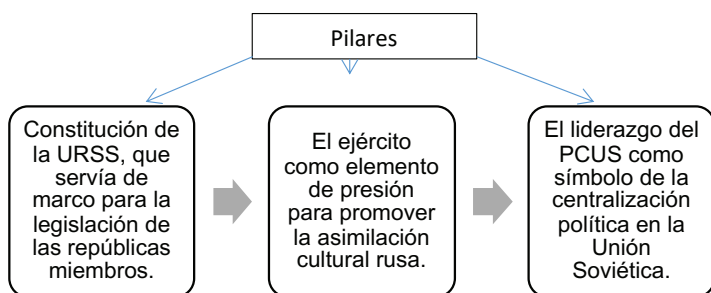 Pilares
Constitución de
la URSS, que
servía de
marco para la
legislación de
las repúblicas
miembros.
El ejército
como elemento
de presión
para promover
la asimilación
cultural rusa.
El liderazgo del
PCUS como
símbolo de la
centralización
política en la
Unión
Soviética.